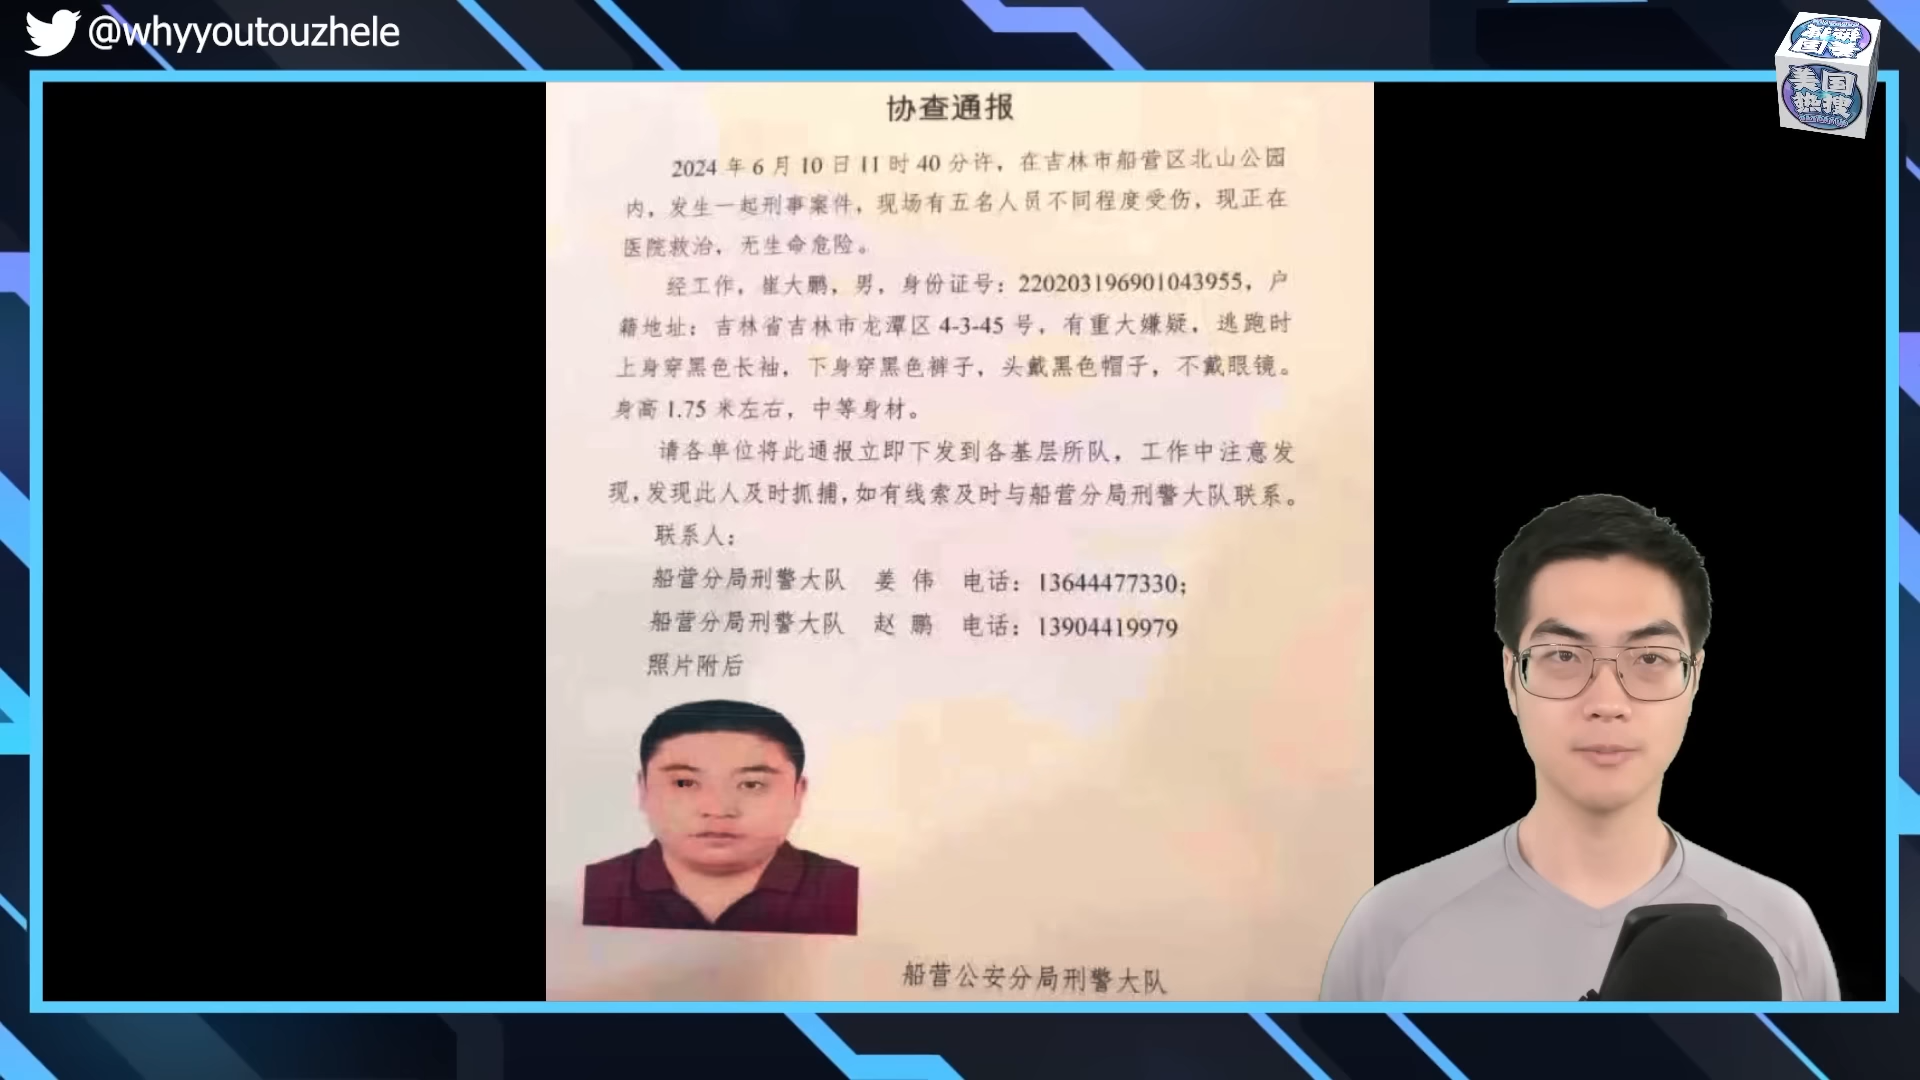 @whyyoutouzhele
美国
热搜
协查通报
2024年6月10日11时40分许，在吉林市船营区北山公园
内，发生一起刑事案件，现场有五名人员不同程度受伤，现正在
医院救治，无生命危险。
经工作，崔大鹏，男，身份证号：220203196901043955，户
籍地址：吉林省吉林市龙潭区4-3-45号，有重大嫌疑，逃跑时
上身穿黑色长袖，下身穿黑色裤子，头戴黑色帽子，不戴眼镜。
身高1.75米左右，中等身材。
请各单位将此通报立即下发到各基层所队，工作中注意发
现，发现此人及时抓捕，如有线索及时与船营分局刑警大队联系。
联系人：
船营分局刑警大队 姜 伟 电话：13644477330；
船营分局刑警大队 赵 鹏 电话：13904419979
照片附后
船营公安分局刑警大队